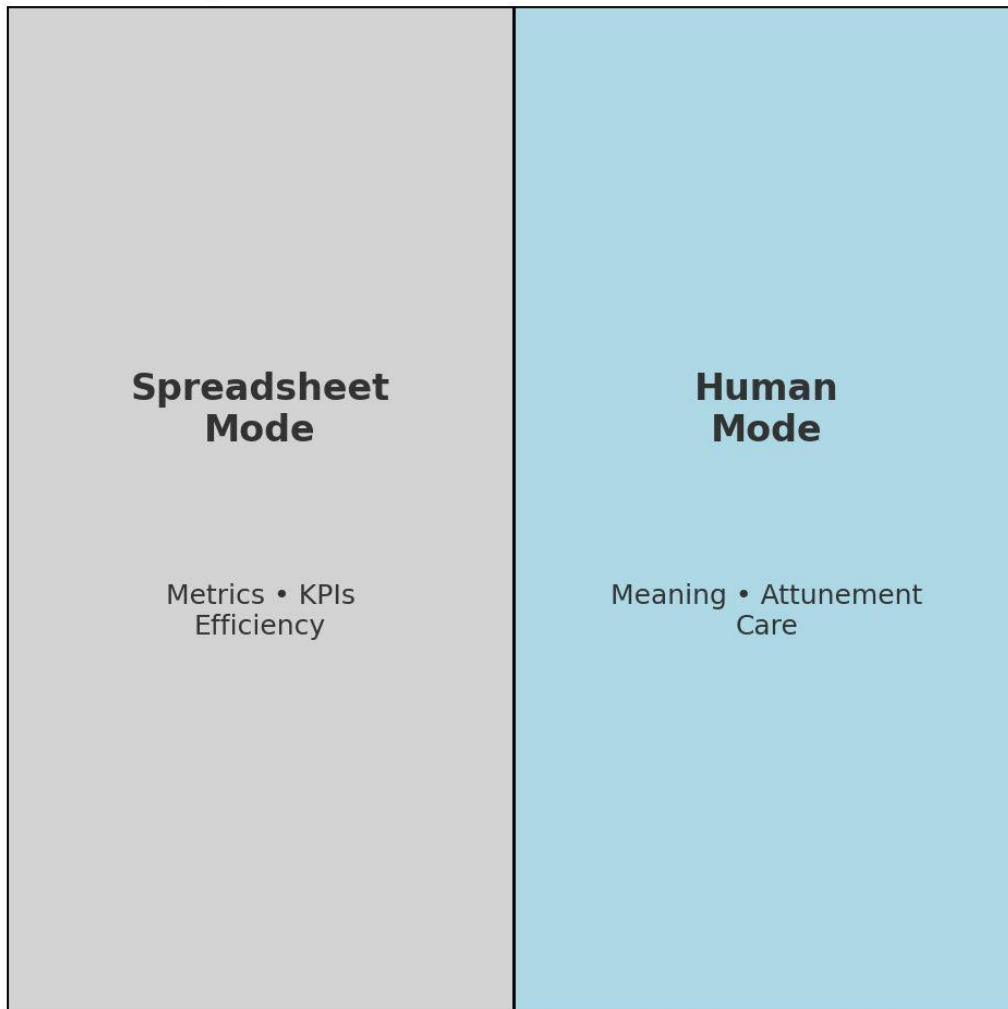 Spreadsheet
Mode
Metrics • KPIs
Efficiency
Human
Mode
Meaning • Attunement
Care